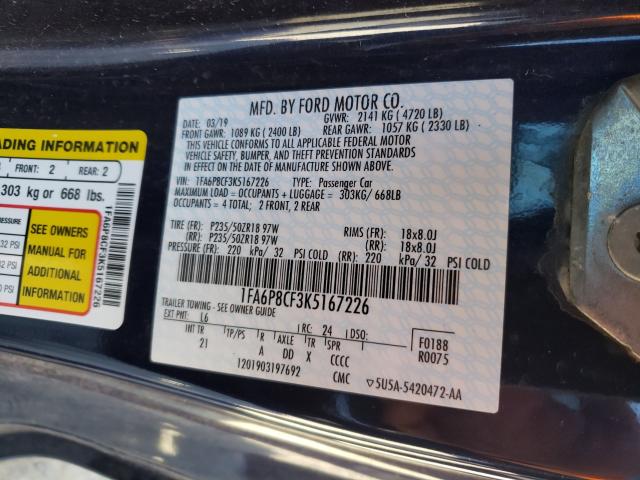 ADING INFORMATION
FRONT: 2 REAR: 2
303 kg or 668 lbs.
PRESSURE
32 PSI
32 PSI
SEE OWNERS
MANUAL FOR
ADDITIONAL
INFORMATION
1FA6P8CF3K5167226
MFD. BY FORD MOTOR CO.
DATE: 03/19 GVWR: 2141 KG ( 4720 LB)
FRONT GAWR: 1089 KG ( 2400 LB) REAR GAWR: 1057 KG ( 2330 LB)
THIS VEHICLE CONFORMS TO ALL APPLICABLE FEDERAL MOTOR
VEHICLE SAFETY, BUMPER, AND THEFT PREVENTION STANDARDS
IN EFFECT ON THE DATE OF MANUFACTURE SHOWN ABOVE.
VIN: 1FA6P8CF3K5167226 TYPE: Passenger Car
MAXIMUM LOAD = OCCUPANTS + LUGGAGE = 303KG/ 668LB
OCCUPANTS = 4 TOTAL; 2 FRONT, 2 REAR
TIRE (FR): P235/50ZR18 97W RIMS (FR): 18x8.0J
(RR): P235/50ZR18 97W (RR): 18x8.0J
PRESSURE (FR): 220 kPa/ 32 PSI COLD (RR) 220 kPa/ 32 PSI COLD
1FA6P8CF3K5167226
TRAILER TOWING - SEE OWNER GUIDE
EXT PNT: L6 RC: 24 DSO:
INT TR TP/PS R AXLE TR SPR
21 A DD X CCCC
F0188
R0075
1201903197692 CMC
5U5A-5420472-AA